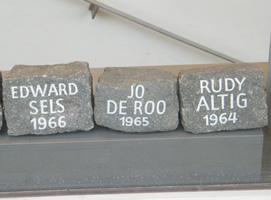 EDWARD
SELS
1966
JO
DE ROO
1965
RUDY
ALTIG
1964